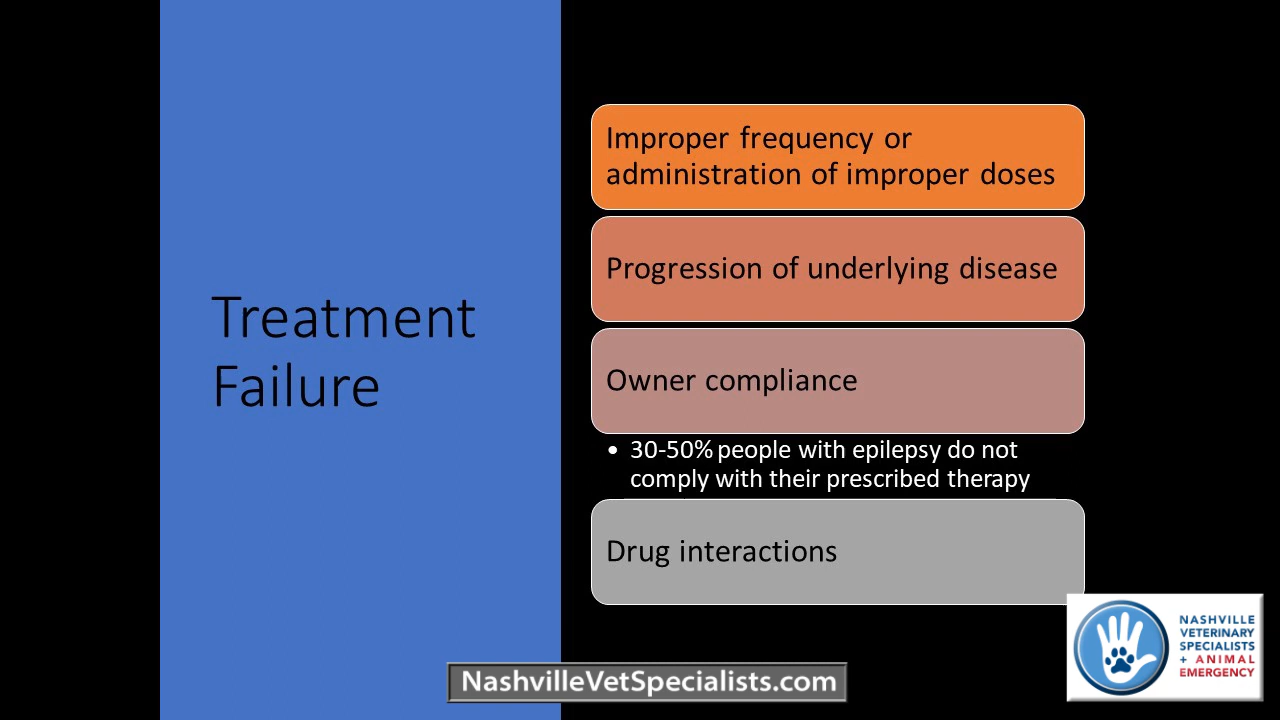 Treatment
Failure
Improper frequency or
administration of improper doses
Progression of underlying disease
Owner compliance
• 30-50% people with epilepsy do not
comply with their prescribed therapy
Drug interactions
NASHVILLE
VETERINARY
SPECIALISTS
+ ANIMAL
EMERGENCY
NashvilleVetSpecialists.com